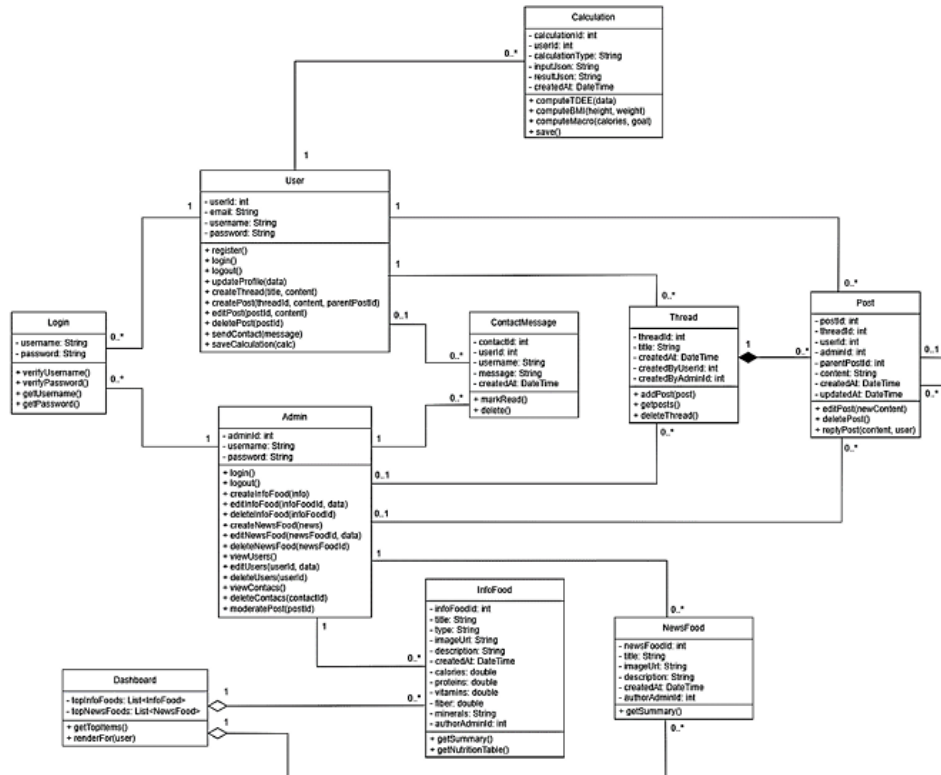 Calculation
- calculationId: int
- userId: int
- calculationType: String
- inputJson: String
- resultJson: String
- createdAt: DateTime
+ computeTDEE(data)
+ computeBMI(height, weight)
+ computeMacro(calories, goal)
+ save()
0..*
1
User
- userId: int
- email: String
- username: String
- password: String
+ register()
+ login()
+ logout()
+ updateProfile(data)
+ createThread(title, content)
+ createPost(threadId, content, parentPostId)
+ editPost(postId, content)
+ deletePost(postId)
+ sendContact(message)
+ saveCalculation(calc)
1
1
1
0..1
Login
- username: String
- password: String
+ verifyUsername()
+ verifyPassword()
+ getUsername()
+ getPassword()
0..*
0..*
ContactMessage
- contactId: int
- userId: int
- username: String
- message: String
- createdAt: DateTime
+ markRead()
+ delete()
0..*
0..*
Thread
- threadId: int
- title: String
- createdAt: DateTime
- createdByUserId: int
- createdByAdminId: int
+ addPost(post)
+ getposts()
+ deleteThread()
0..*
1
0..*
0..*
Post
- postId: int
- threadId: int
- userId: int
- adminId: int
- parentPostId: int
- content: String
- createdAt: DateTime
- updatedAt: DateTime
+ editPost(newContent)
+ deletePost()
+ replyPost(content, user)
0..*
0..*
0..1
0..*
0..*
Admin
- adminId: int
- username: String
- password: String
+ login()
+ logout()
+ createInfoFood(info)
+ editInfoFood(infoFoodId, data)
+ deleteInfoFood(infoFoodId)
+ createNewsFood(news)
+ editNewsFood(newsFoodId, data)
+ deleteNewsFood(newsFoodId)
+ viewUsers()
+ editUsers(userId, data)
+ deleteUsers(userId)
+ viewContacs()
+ deleteContacs(contactId)
+ moderatePost(postId)
1
1
0..1
0..1
1
1
InfoFood
- infoFoodId: int
- title: String
- type: String
- imageUrl: String
- description: String
- createdAt: DateTime
- calories: double
- proteins: double
- vitamins: double
- fiber: double
- minerals: String
- authorAdminId: int
+ getSummary()
+ getNutritionTable()
0..*
0..*
NewsFood
- newsFoodId: int
- title: String
- imageUrl: String
- description: String
- createdAt: DateTime
- authorAdminId: int
+ getSummary()
0..*
0..*
Dashboard
- topInfoFoods: List<InfoFood>
- topNewsFoods: List<NewsFood>
+ getTopItems()
+ renderFor(user)
1
1